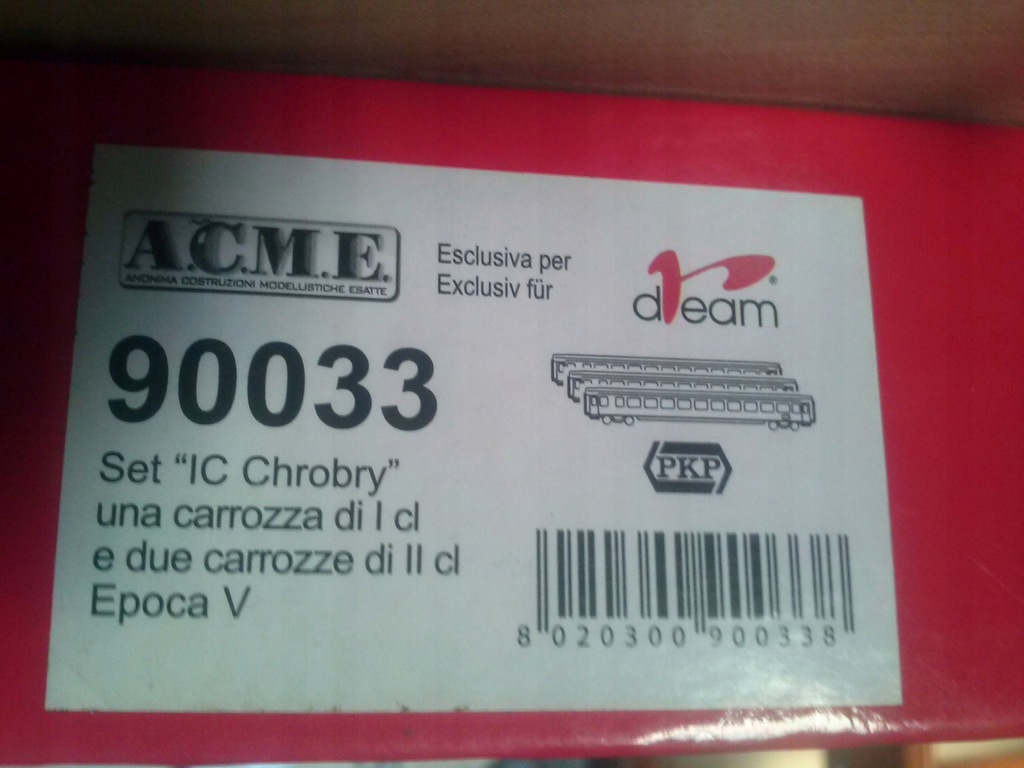 A.C.M.E.
ANONIMA COSTRUZIONI MODELLISTICHE ESATTE
Esclusiva per
Exclusiv für
dream®
90033
Set "IC Chrobry"
una carrozza di I cl
e due carrozze di II cl
Epoca V
PKP
8 020300 900338